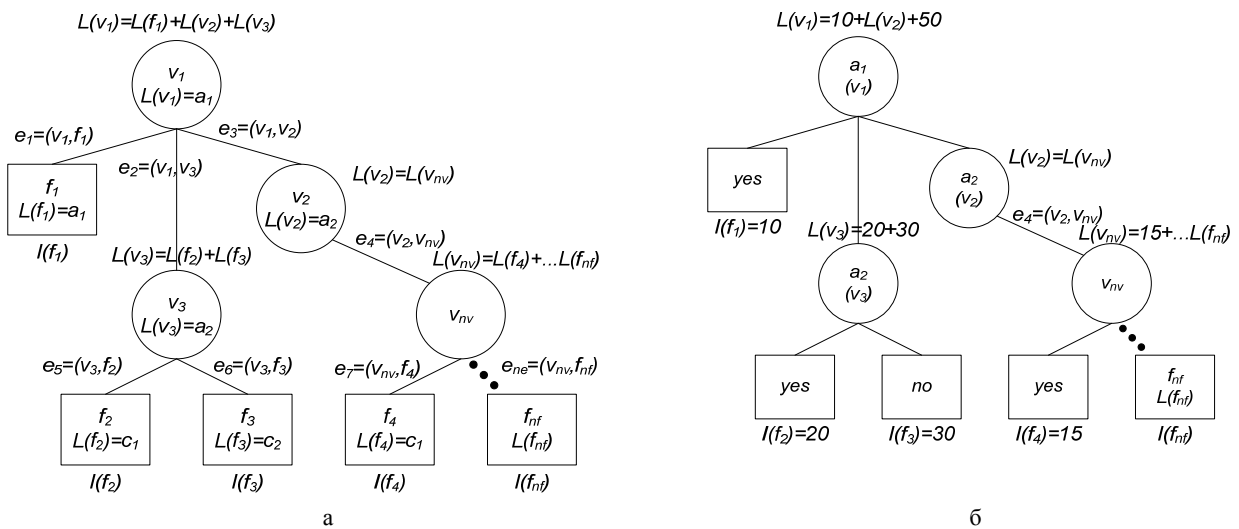 L(v₁)=L(f₁)+L(v₂)+L(v₃)
v₁
L(v₁)=a₁
e₁=(v₁,f₁)
e₃=(v₁,v₂)
e₂=(v₁,v₃)
f₁
L(f₁)=a₁
I(f₁)
v₂
L(v₂)=a₂
L(v₂)=L(vₙᵥ)
e₄=(v₂,vₙᵥ)
L(v₃)=L(f₂)+L(f₃)
L(vₙᵥ)=L(f₄)+...L(fₙf)
v₃
L(v₃)=a₂
vₙᵥ
e₅=(v₃,f₂)
e₆=(v₃,f₃)
e₇=(vₙᵥ,f₄)
eₙₑ=(vₙᵥ,fₙf)
f₂
L(f₂)=c₁
I(f₂)
f₃
L(f₃)=c₂
I(f₃)
f₄
L(f₄)=c₁
I(f₄)
fₙf
L(fₙf)
I(fₙf)
а
L(v₁)=10+L(v₂)+50
a₁
(v₁)
yes
I(f₁)=10
a₂
(v₂)
L(v₂)=L(vₙᵥ)
e₄=(v₂,vₙᵥ)
L(v₃)=20+30
L(vₙᵥ)=15+...L(fₙf)
a₂
(v₃)
vₙᵥ
yes
I(f₂)=20
no
I(f₃)=30
yes
I(f₄)=15
fₙf
L(fₙf)
I(fₙf)
б